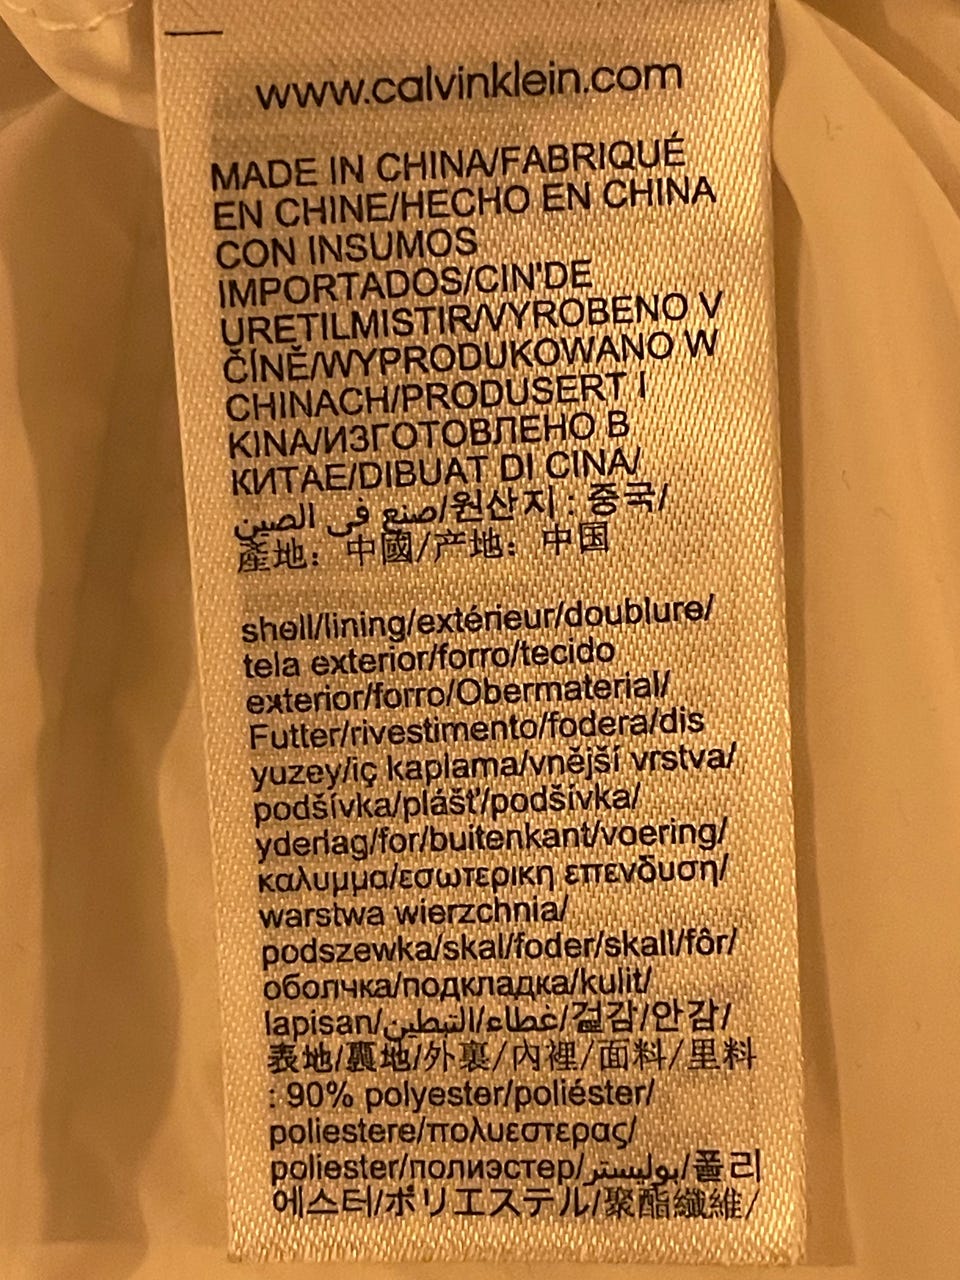 www.calvinklein.com
MADE IN CHINA/FABRIQUÉ
EN CHINE/HECHO EN CHINA
CON INSUMOS
IMPORTADOS/CIN'DE
URETILMISTIR/VYROBENO V
ČÍNĚ/WYPRODUKOWANO W
CHINACH/PRODUSERT I
KINA/ИЗГОТОВЛЕНО В
КИТАЕ/DIBUAT DI CINA/
صنع في الصين/원산지 : 중국/
產地: 中國/产地: 中国
shell/lining/extérieur/doublure/
tela exterior/forro/tecido
exterior/forro/Obermaterial/
Futter/rivestimento/fodera/dis
yuzey/iç kaplama/vnější vrstva/
podšívka/plášť/podšívka/
yderlag/for/buitenkant/voering/
καλυμμα/εσωτερικη επενδυση/
warstwa wierzchnia/
podszewka/skal/foder/skall/fôr/
оболчка/подкладка/kulit/
lapisan/غطاء/التبطين/겉감/안감/
表地/裏地/外裏/內裡/面料/里料
: 90% polyester/poliéster/
poliestere/πολυεστερας/
poliester/полиэстер/بوليستر/폴리
에스터/ポリエステル/聚酯纖維/